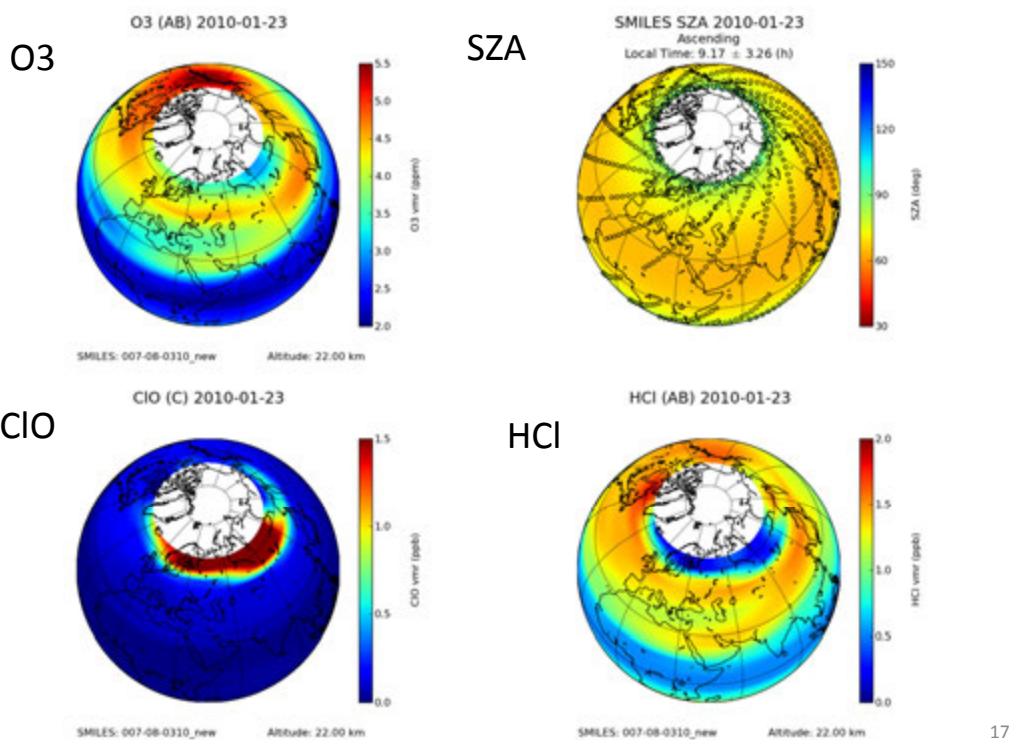 O3
O3 (AB) 2010-01-23
5.5
5.0
4.5
4.0
3.5
3.0
2.5
2.0
O3 vmr (ppm)
SMILES: 007-08-0310_new Altitude: 22.00 km
SZA
SMILES SZA 2010-01-23
Ascending
Local Time: 9.17 ± 3.26 (h)
150
120
90
60
30
SZA (deg)
ClO
ClO (C) 2010-01-23
1.5
1.0
0.5
0.0
ClO vmr (ppb)
SMILES: 007-08-0310_new Altitude: 22.00 km
HCl
HCl (AB) 2010-01-23
2.0
1.5
1.0
0.5
0.0
HCl vmr (ppb)
SMILES: 007-08-0310_new Altitude: 22.00 km
17